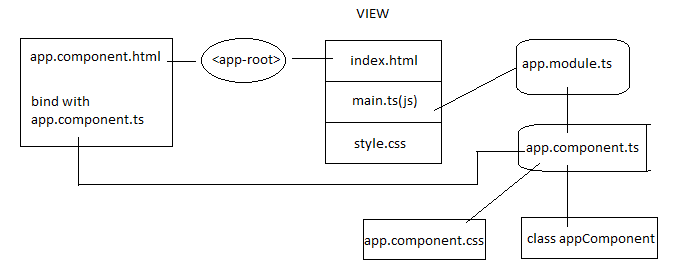 VIEW
app.component.html
bind with
app.component.ts
<app-root>
index.html
main.ts(js)
style.css
app.module.ts
app.component.ts
app.component.css
class appComponent